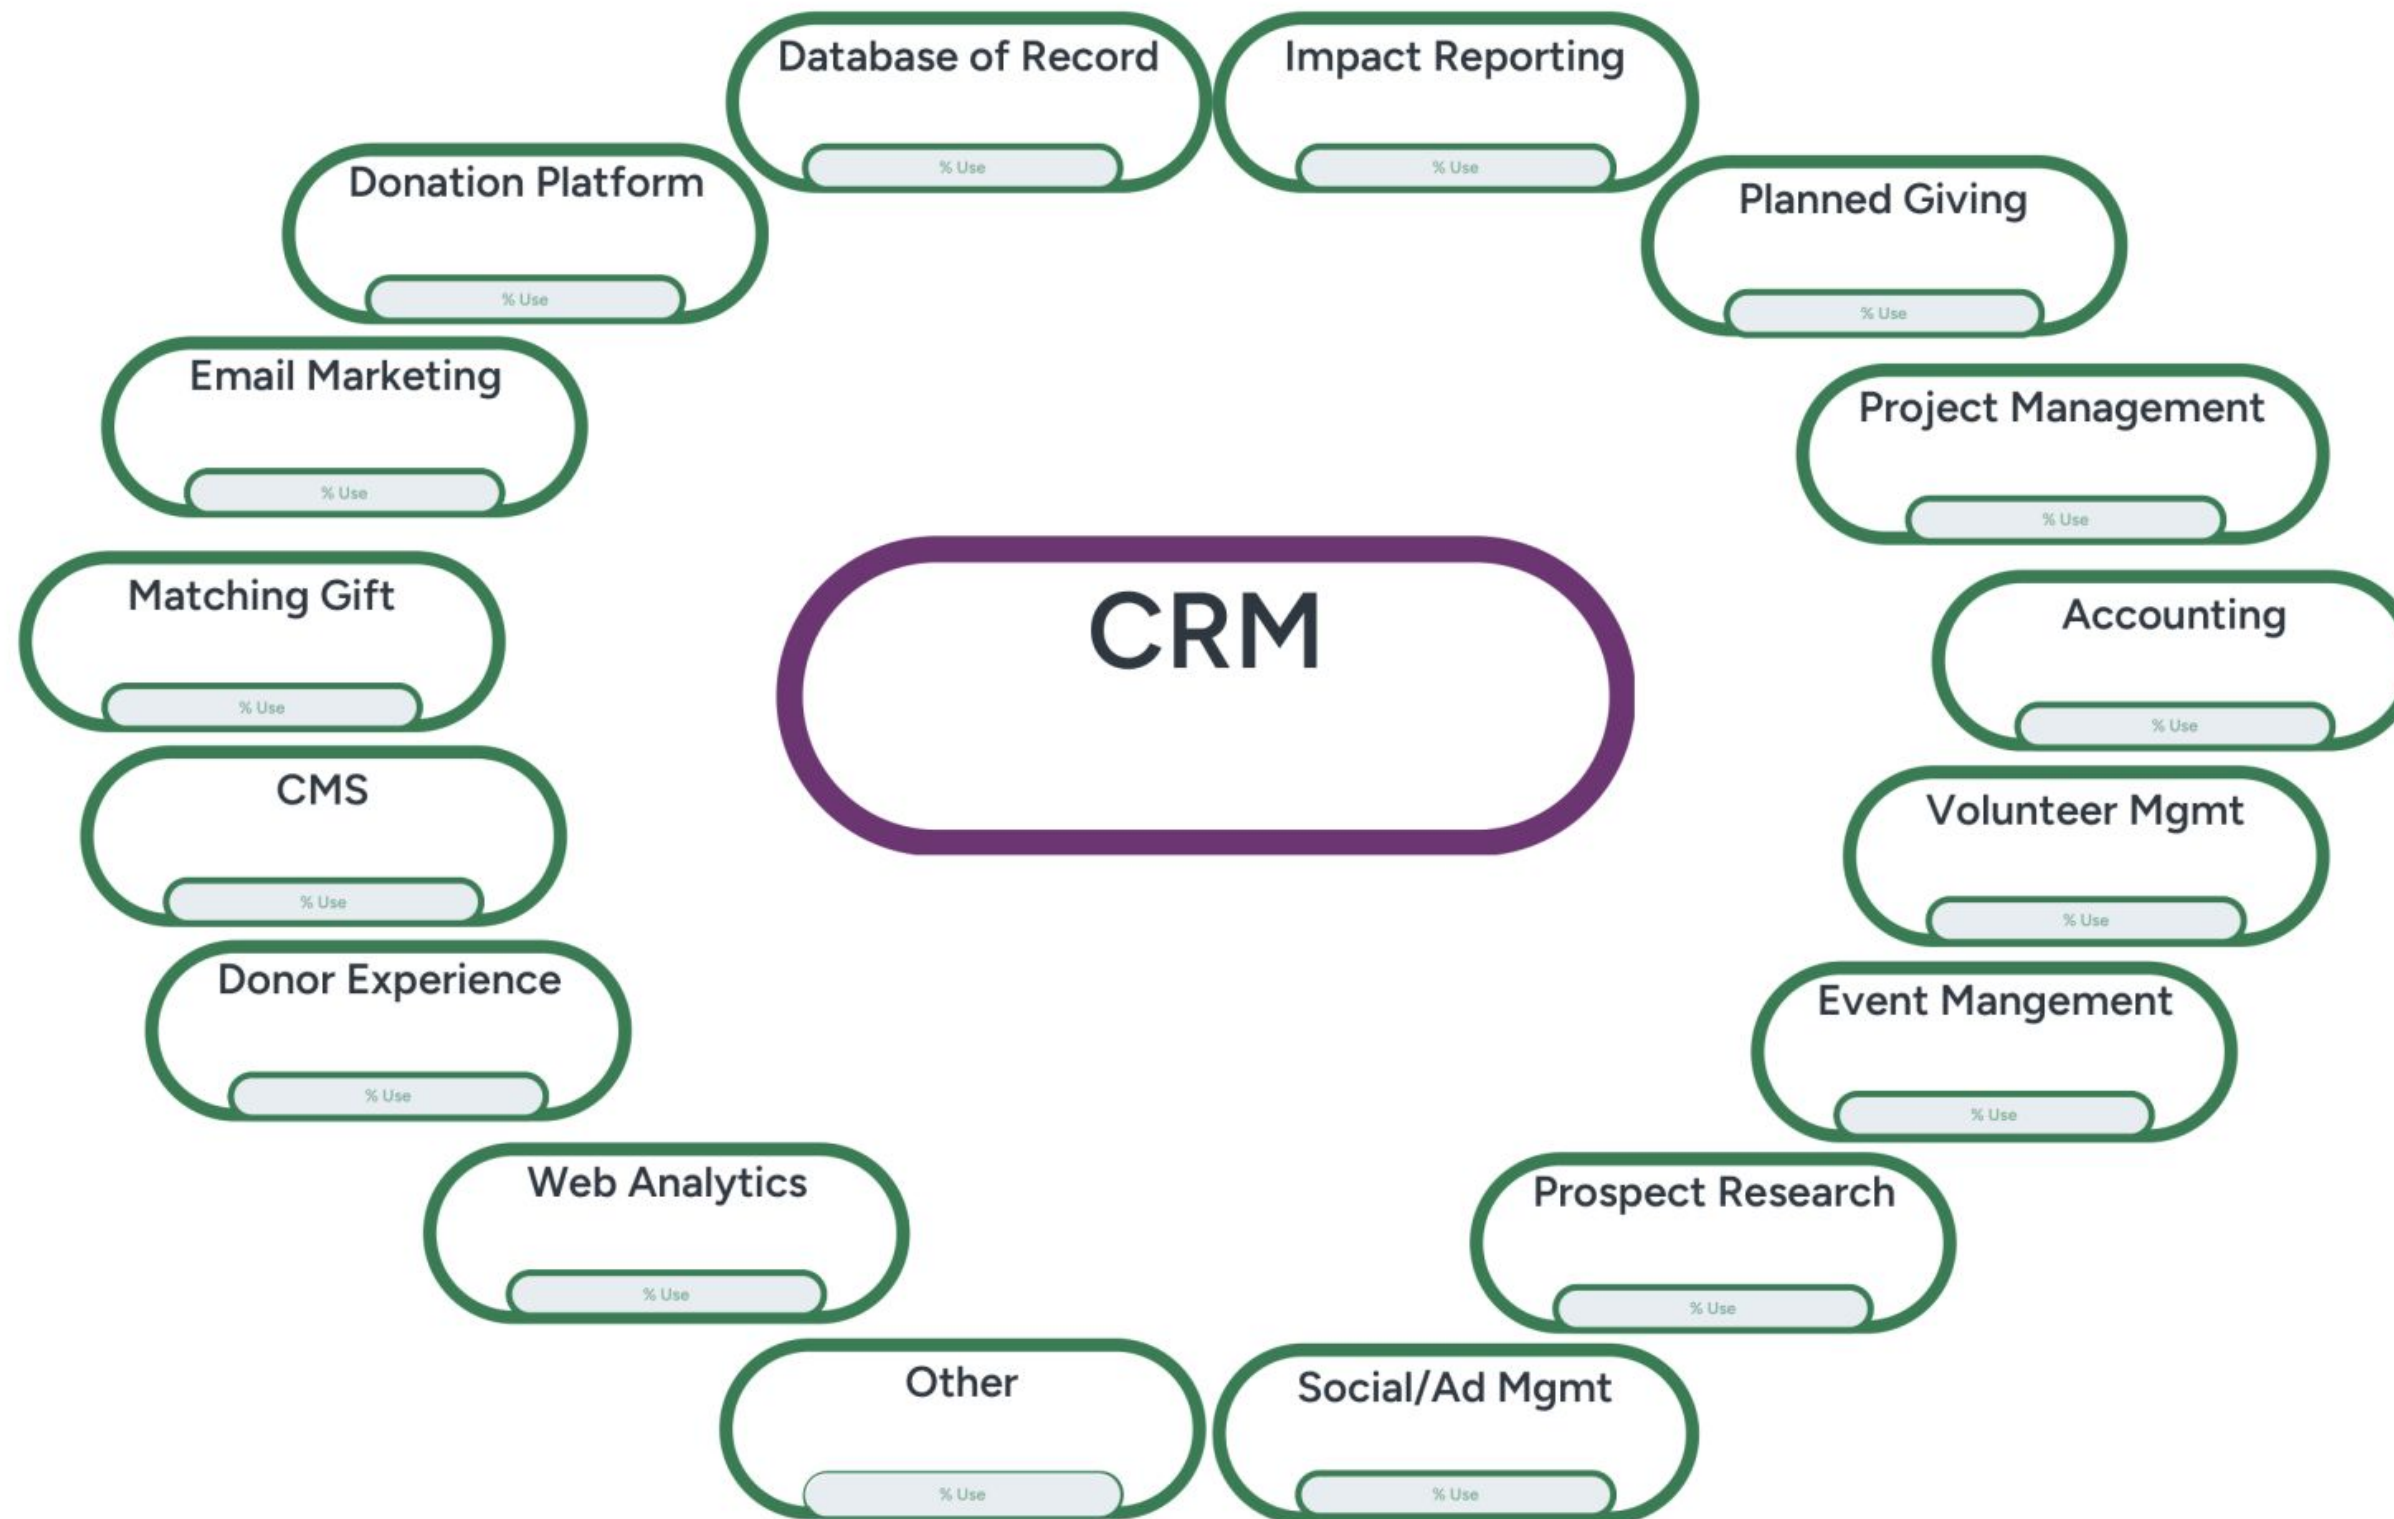 Database of Record
% Use
Impact Reporting
% Use
Donation Platform
% Use
Planned Giving
% Use
Email Marketing
% Use
Project Management
% Use
Matching Gift
% Use
CRM
Accounting
% Use
CMS
% Use
Volunteer Mgmt
% Use
Donor Experience
% Use
Event Mangement
% Use
Web Analytics
% Use
Prospect Research
% Use
Other
% Use
Social/Ad Mgmt
% Use